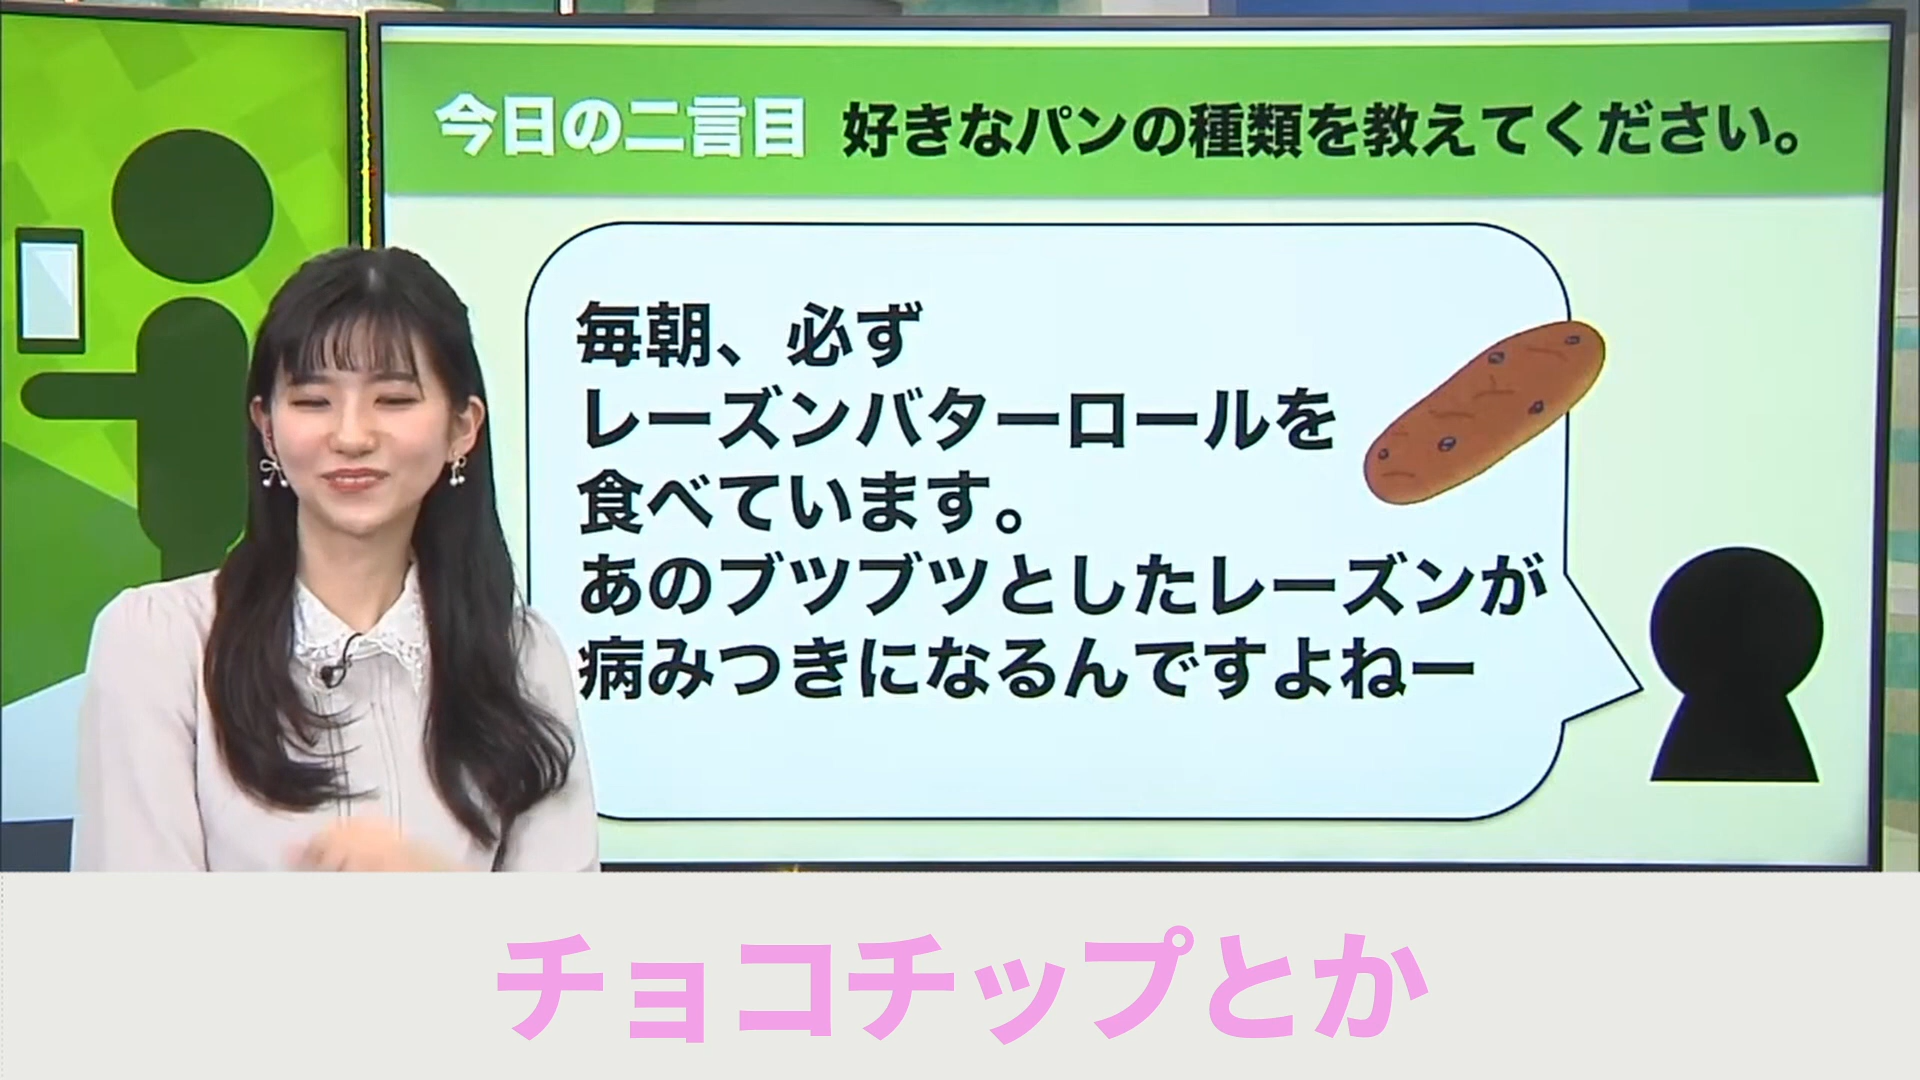 今日の二言目 好きなパンの種類を教えてください。
毎朝、必ず
レーズンバターロールを
食べています。
あのブツブツとしたレーズンが
病みつきになるんですよねー
チョコチップとか